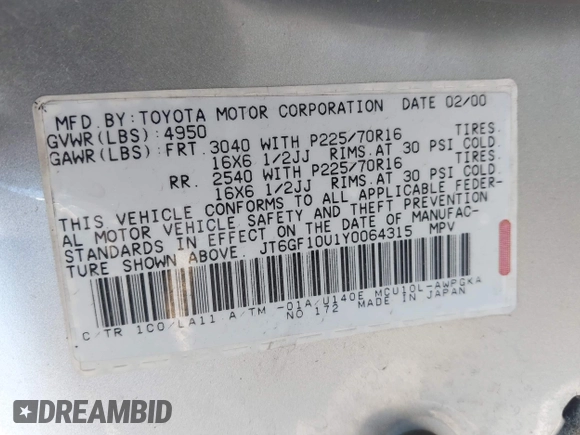 MFD.BY:TOYOTA MOTOR CORPORATION DATE 02/00
GVWR(LBS):4950
GAWR(LBS):FRT. 3040 WITH P225/70R16 TIRES.
16X6 1/2JJ RIMS.AT 30 PSI COLD.
RR. 2540 WITH P225/70R16 TIRES.
16X6 1/2JJ RIMS.AT 30 PSI COLD.
THIS VEHICLE CONFORMS TO ALL APPLICABLE FEDER-
AL MOTOR VEHICLE SAFETY AND THEFT PREVENTION
STANDARDS IN EFFECT ON THE DATE OF MANUFAC-
TURE SHOWN ABOVE. JT6GF10U1Y0064315 MPV
C/TR 1C0/LA11 A/TM -01A/U140E MCU10L-AWPGKA
NO 172 MADE IN JAPAN
DREAMBID